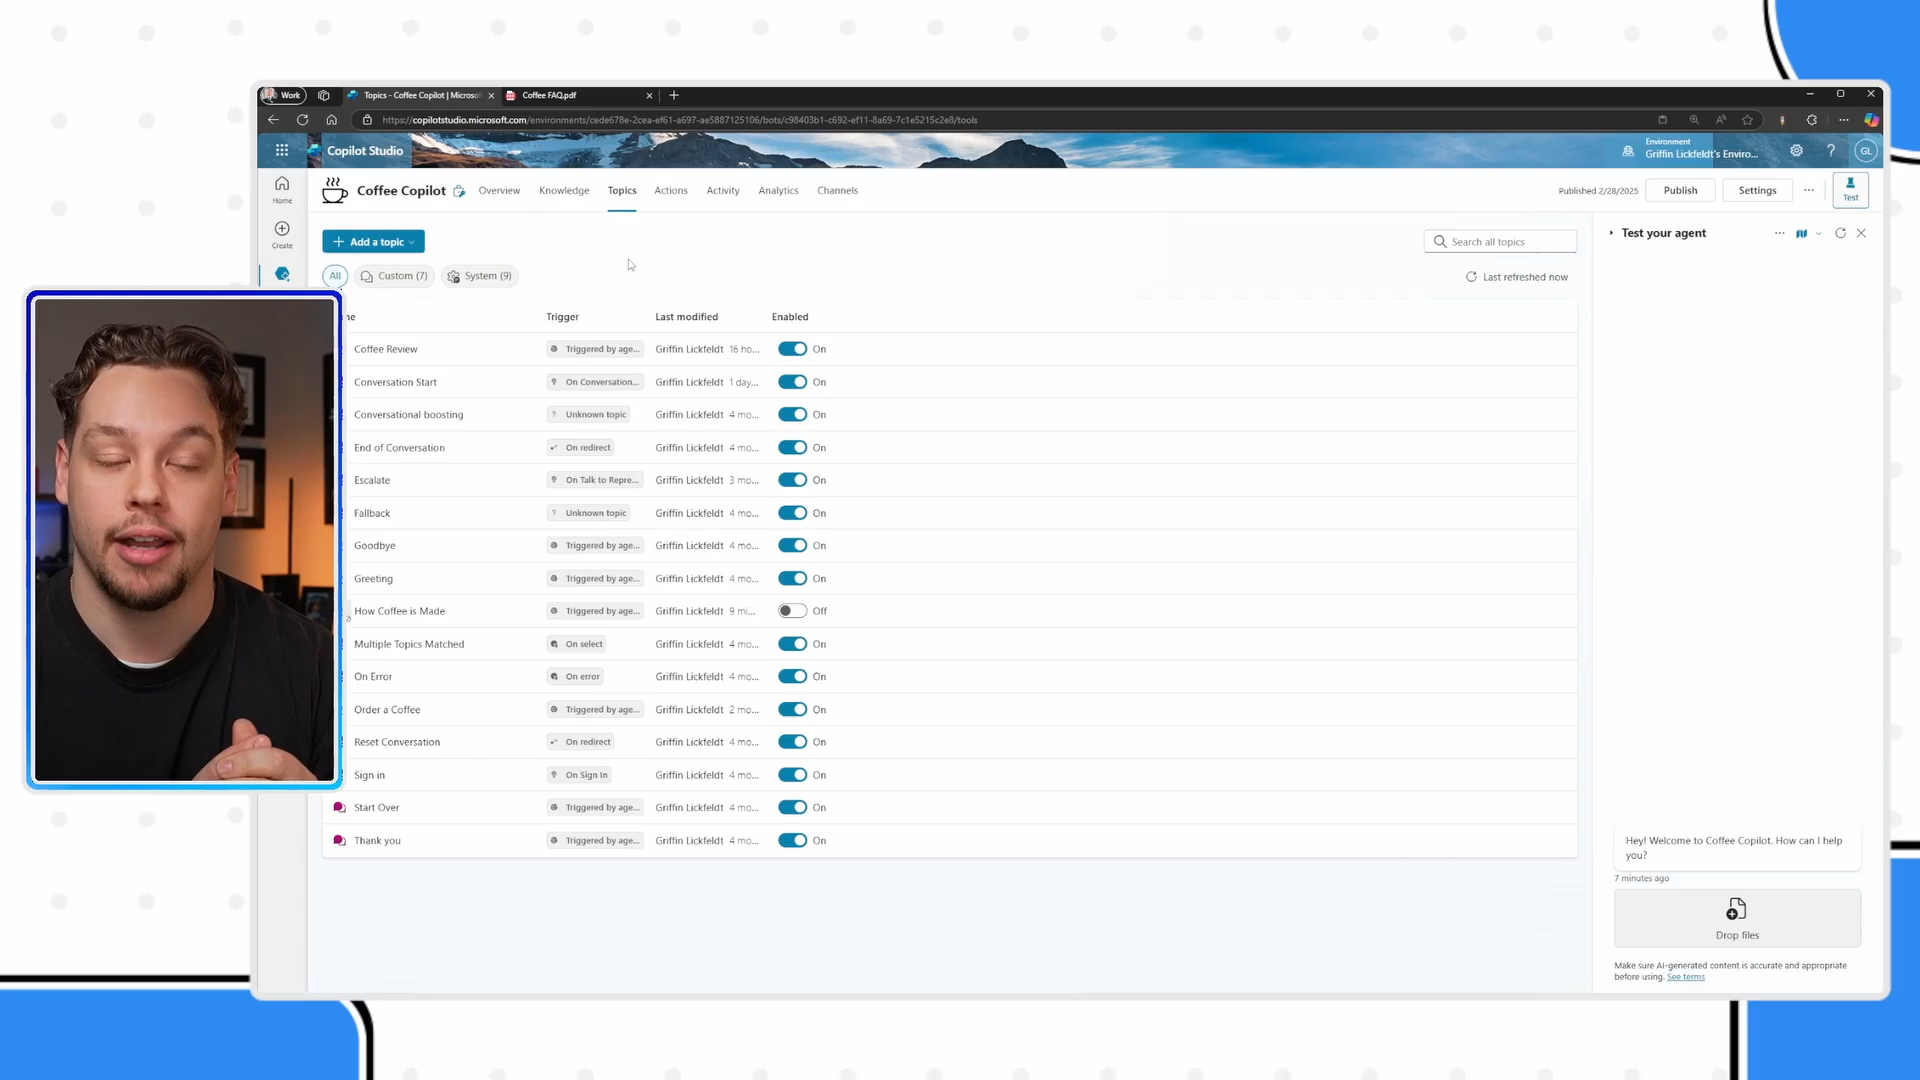 Work
Topics - Coffee Copilot | Microso
Coffee FAQ.pdf
https://copilotstudio.microsoft.com/environments/cede678e-2cea-ef61-a697-ae5887125106/bots/c98403b1-c692-ef11-8a69-7c1e5215c2e8/tools
Copilot Studio
Environment
Griffin Lickfeldt's Enviro...
GL
Home
Create
Coffee Copilot
Overview
Knowledge
Topics
Actions
Activity
Analytics
Channels
Published 2/28/2025
Publish
Settings
Test
Add a topic
Search all topics
All
Custom (7)
System (9)
Last refreshed now
Trigger Last modified Enabled
Coffee Review Triggered by age... Griffin Lickfeldt 16 ho... On
Conversation Start On Conversation... Griffin Lickfeldt 1 day... On
Conversational boosting Unknown topic Griffin Lickfeldt 4 mo... On
End of Conversation On redirect Griffin Lickfeldt 4 mo... On
Escalate On Talk to Repre... Griffin Lickfeldt 3 mo... On
Fallback Unknown topic Griffin Lickfeldt 4 mo... On
Goodbye Triggered by age... Griffin Lickfeldt 4 mo... On
Greeting Triggered by age... Griffin Lickfeldt 4 mo... On
How Coffee is Made Triggered by age... Griffin Lickfeldt 9 mi... Off
Multiple Topics Matched On select Griffin Lickfeldt 4 mo... On
On Error On error Griffin Lickfeldt 4 mo... On
Order a Coffee Triggered by age... Griffin Lickfeldt 2 mo... On
Reset Conversation On redirect Griffin Lickfeldt 4 mo... On
Sign in On Sign In Griffin Lickfeldt 4 mo... On
Start Over Triggered by age... Griffin Lickfeldt 4 mo... On
Thank you Triggered by age... Griffin Lickfeldt 4 mo... On
Test your agent
Hey! Welcome to Coffee Copilot. How can I help
you?
7 minutes ago
Drop files
Make sure AI-generated content is accurate and appropriate
before using. See terms